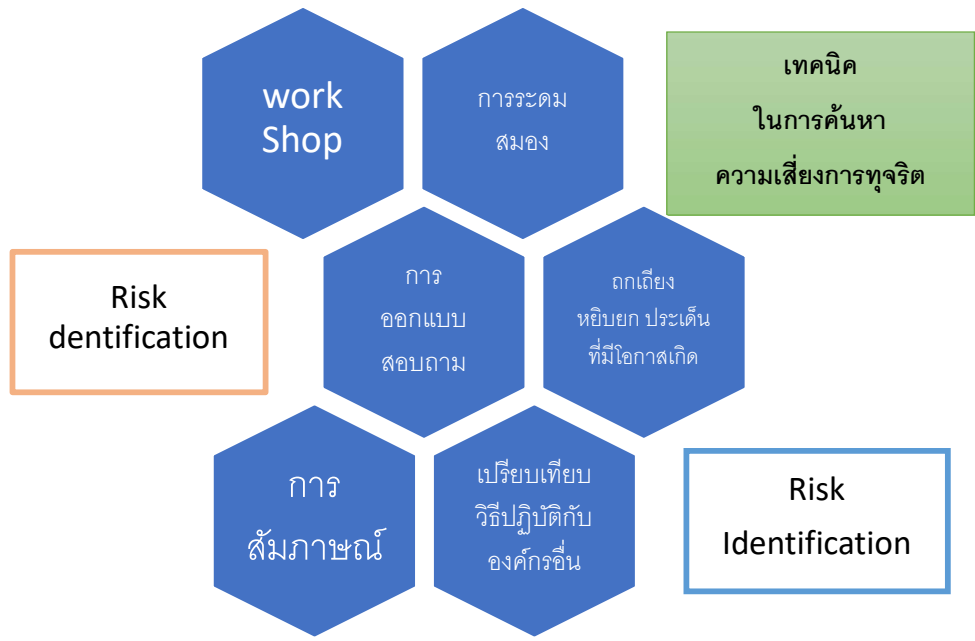 work
Shop
การระดม
สมอง
เทคนิค
ในการค้นหา
ความเสี่ยงการทุจริต
Risk
dentification
การ
ออกแบบ
สอบถาม
ถกเถียง
หยิบยก ประเด็น
ที่มีโอกาสเกิด
การ
สัมภาษณ์
เปรียบเทียบ
วิธีปฏิบัติกับ
องค์กรอื่น
Risk
Identification